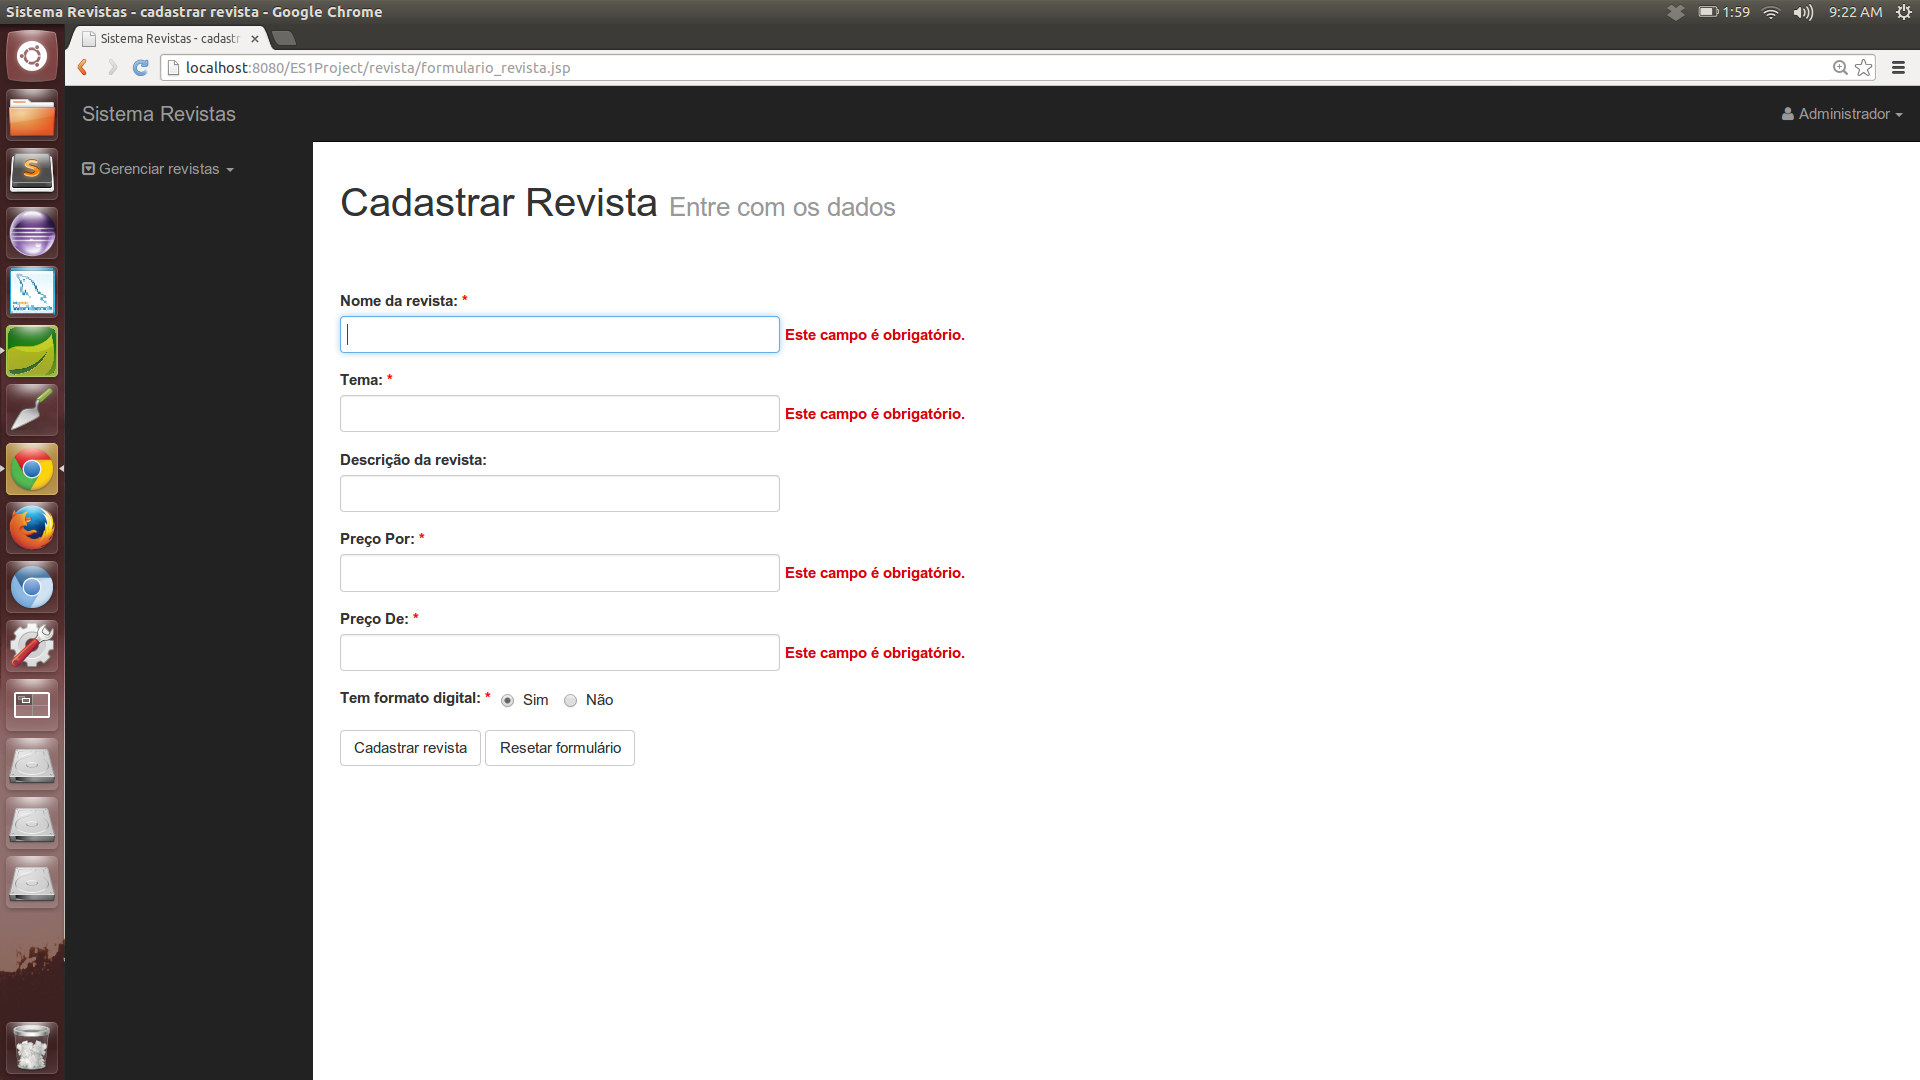 Sistema Revistas - cadastrar revista - Google Chrome
1:59
9:22 AM
Sistema Revistas - cadastr
localhost:8080/ES1Project/revista/formulario_revista.jsp
Sistema Revistas
Administrador
Gerenciar revistas
Cadastrar Revista Entre com os dados
Nome da revista: *
Este campo é obrigatório.
Tema: *
Este campo é obrigatório.
Descrição da revista:
Preço Por: *
Este campo é obrigatório.
Preço De: *
Este campo é obrigatório.
Tem formato digital: * Sim Não
Cadastrar revista Resetar formulário